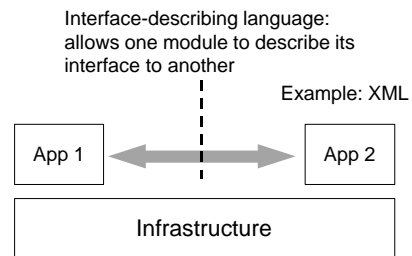 Interface-describing language:
allows one module to describe its
interface to another
Example: XML
App 1
App 2
Infrastructure